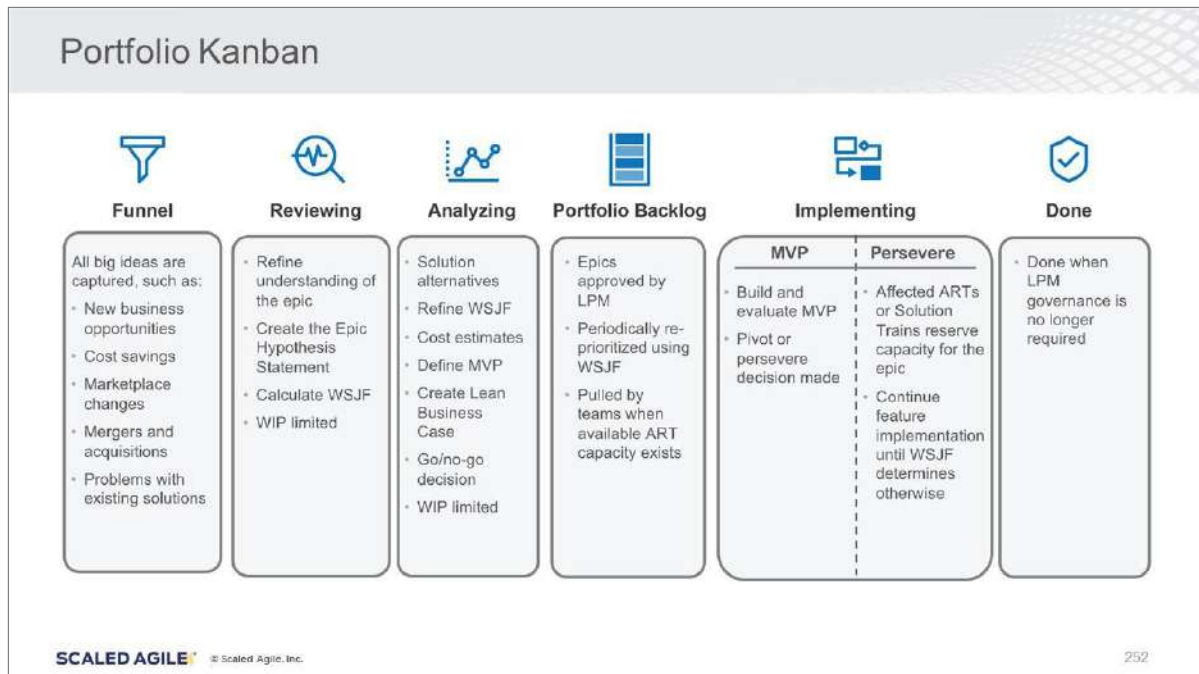 Portfolio Kanban
Funnel
All big ideas are
captured, such as:
• New business
opportunities
• Cost savings
• Marketplace
changes
• Mergers and
acquisitions
• Problems with
existing solutions
Reviewing
• Refine
understanding of
the epic
• Create the Epic
Hypothesis
Statement
• Calculate WSJF
• WIP limited
Analyzing
• Solution
alternatives
• Refine WSJF
• Cost estimates
• Define MVP
• Create Lean
Business
Case
• Go/no-go
decision
• WIP limited
Portfolio Backlog
• Epics
approved by
LPM
• Periodically re-
prioritized using
WSJF
• Pulled by
teams when
available ART
capacity exists
Implementing
MVP
• Build and
evaluate MVP
• Pivot or
persevere
decision made
Persevere
• Affected ARTs
or Solution
Trains reserve
capacity for the
epic
• Continue
feature
implementation
until WSJF
determines
otherwise
Done
• Done when
LPM
governance is
no longer
required
SCALED AGILE © Scaled Agile, Inc.
252